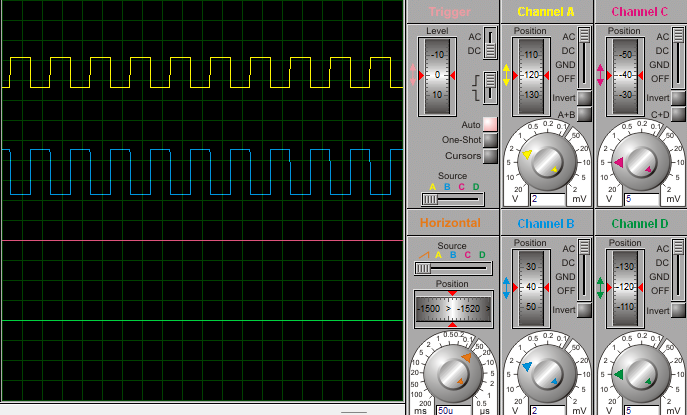 Trigger
Level
-10
0
10
AC
DC
Auto
One-Shot
Cursors
Source
A B C D
Channel A
Position
110
120
130
AC
DC
GND
OFF
Invert
A+B
V 2 mV
Channel C
Position
-50
-40
-30
AC
DC
GND
OFF
Invert
C+D
V 5 mV
Horizontal
Source
A B C D
Position
-1500 > -1520 >
ms 50u µs
Channel B
Position
30
40
50
AC
DC
GND
OFF
Invert
V 2 mV
Channel D
Position
-130
-120
-110
AC
DC
GND
OFF
Invert
V 5 mV